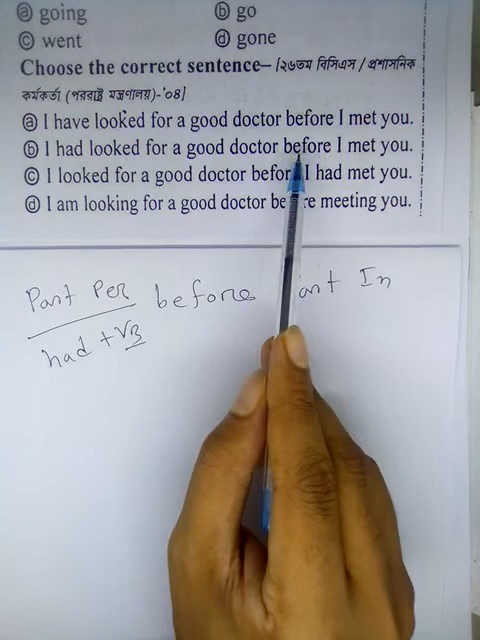 ⓐ going ⓑ go
ⓒ went ⓓ gone
Choose the correct sentence– [২৬তম বিসিএস / প্রশাসনিক
কর্মকর্তা (পররাষ্ট্র মন্ত্রণালয়)-'০৪]
ⓐ I have looked for a good doctor before I met you.
ⓑ I had looked for a good doctor before I met you.
ⓒ I looked for a good doctor befor I had met you.
ⓓ I am looking for a good doctor be re meeting you.
Past Per before ast In
had + V3